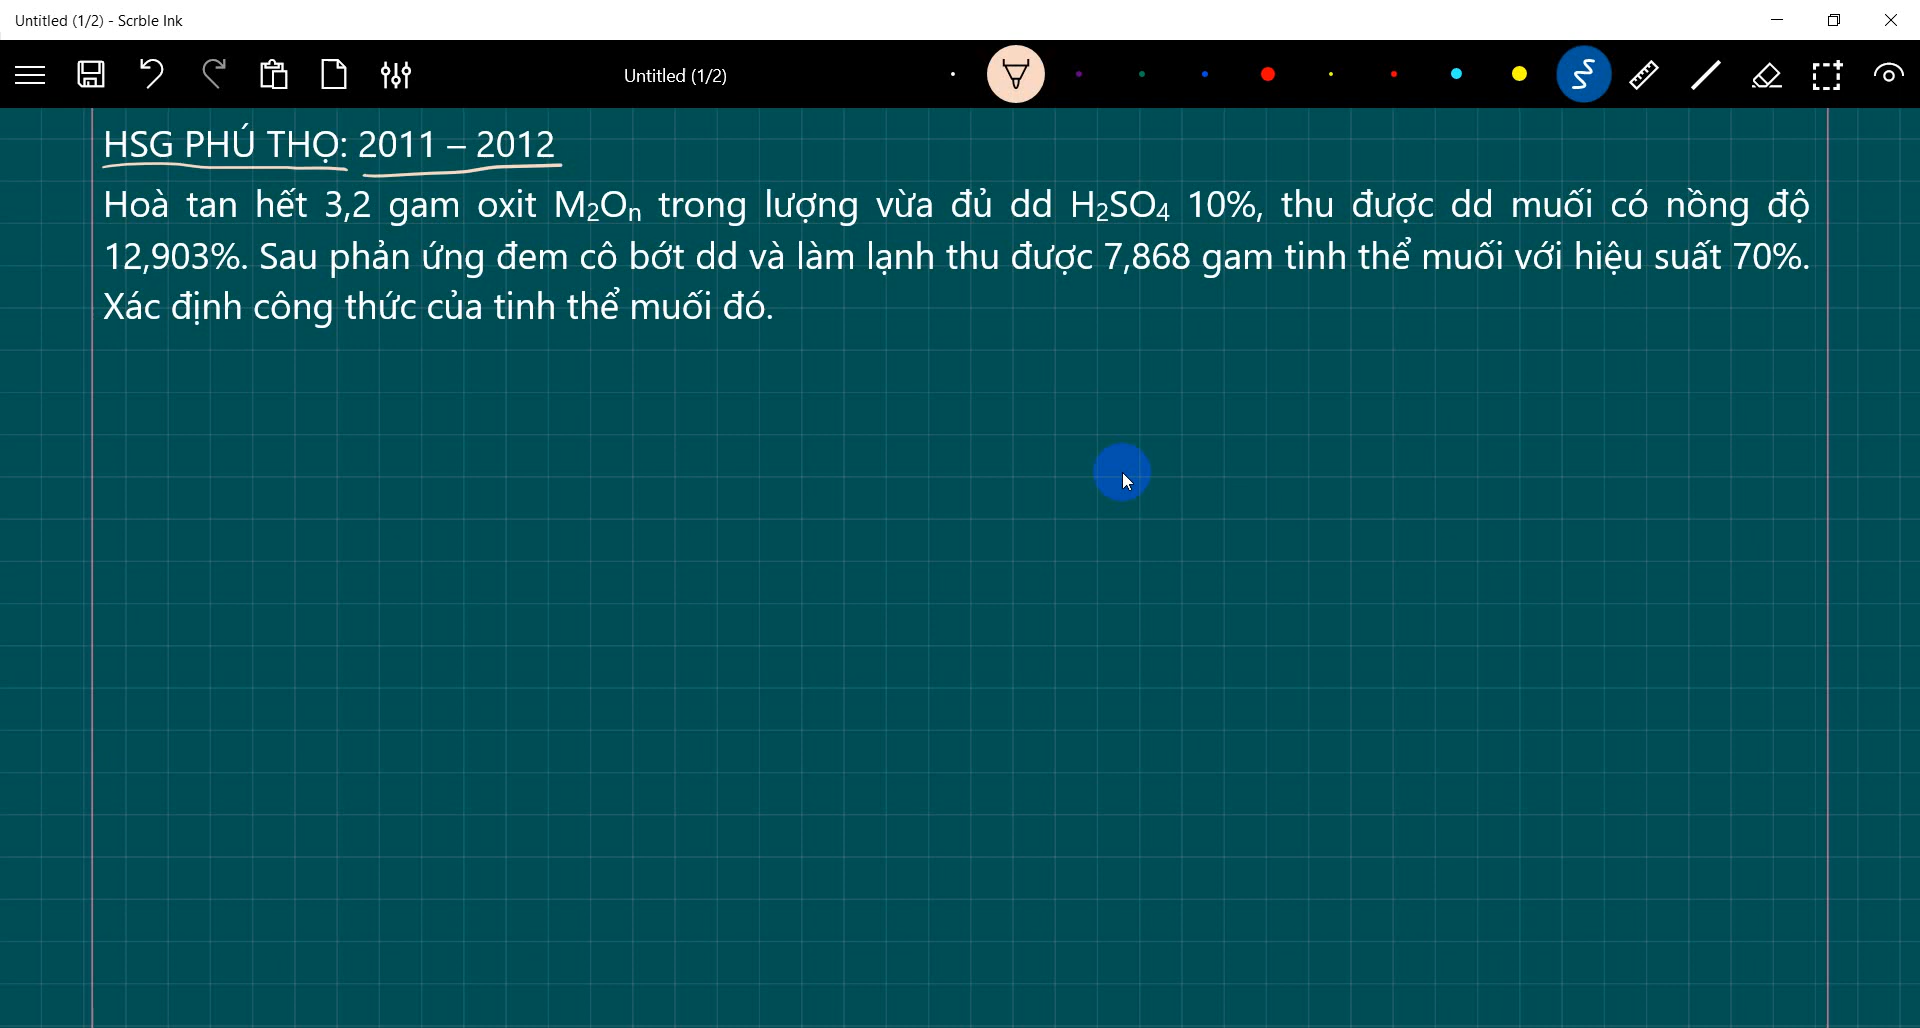 Untitled (1/2) - Scrble Ink
Untitled (1/2)
HSG PHÚ THỌ: 2011 – 2012
Hoà tan hết 3,2 gam oxit M₂Oₙ trong lượng vừa đủ dd H₂SO₄ 10%, thu được dd muối có nồng độ
12,903%. Sau phản ứng đem cô bớt dd và làm lạnh thu được 7,868 gam tinh thể muối với hiệu suất 70%.
Xác định công thức của tinh thể muối đó.